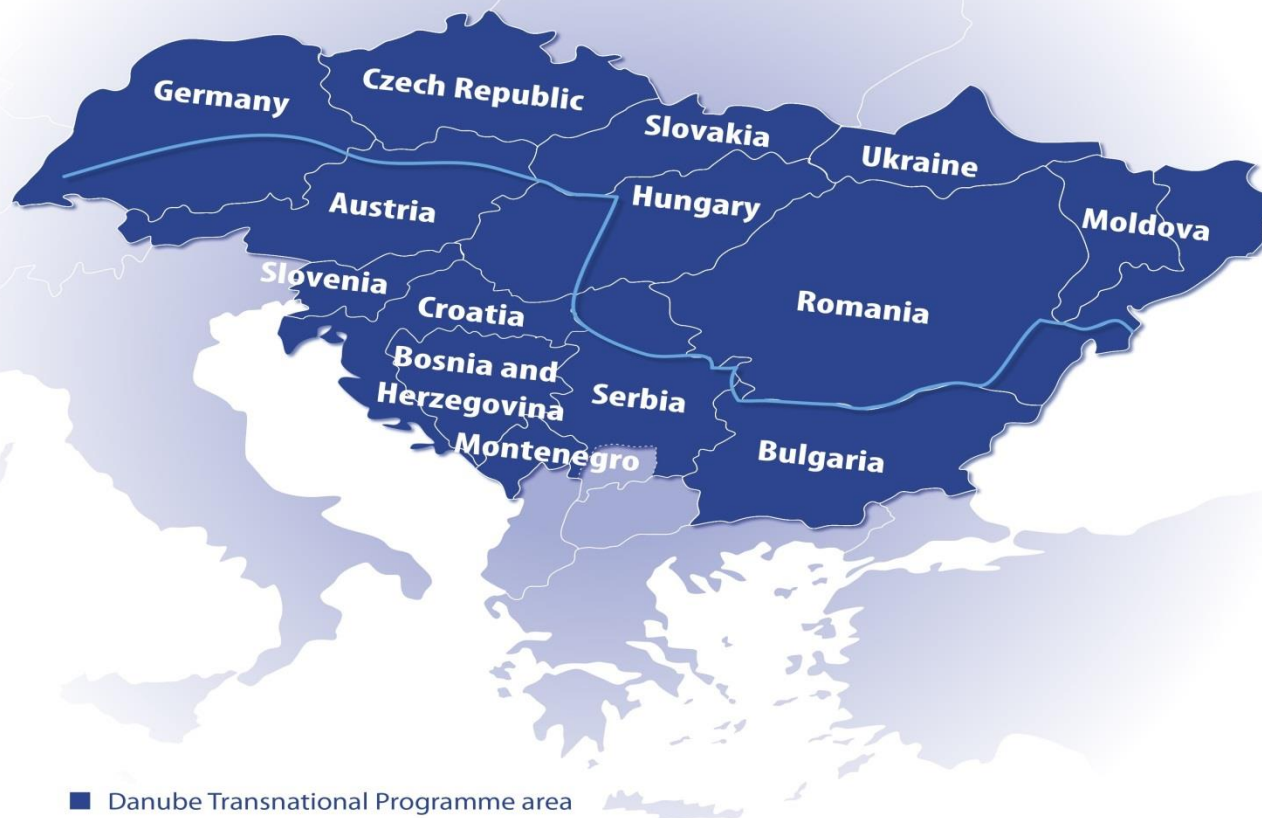 Germany
Czech Republic
Slovakia
Ukraine
Austria
Hungary
Moldova
Slovenia
Croatia
Romania
Bosnia and
Herzegovina
Serbia
Montenegro
Bulgaria
Danube Transnational Programme area